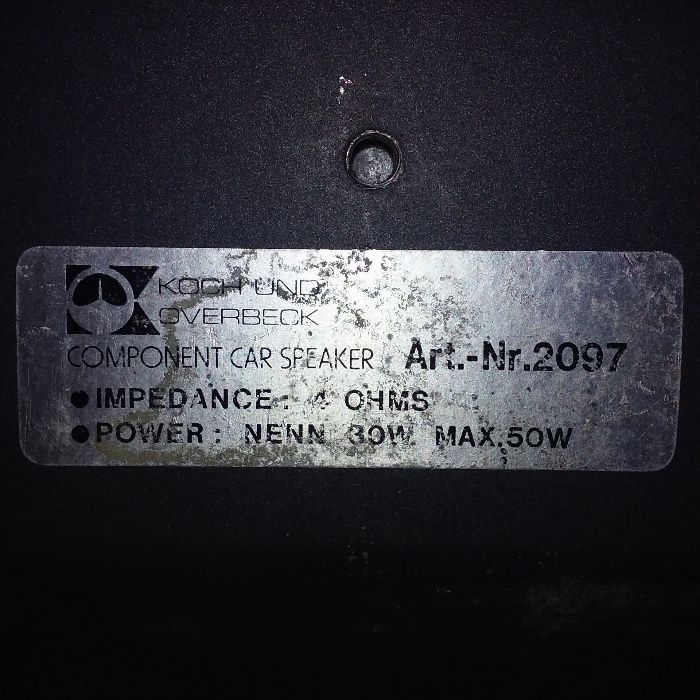 KOCH UND
OVERBECK
COMPONENT CAR SPEAKER Art.-Nr.2097
● IMPEDANCE: 4 OHMS
● POWER: NENN 30W MAX.50W